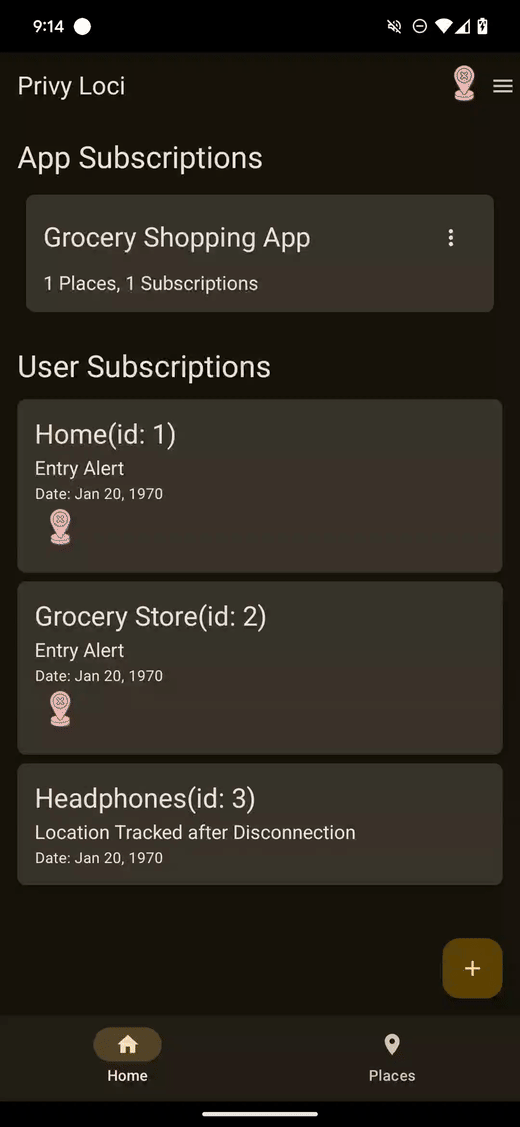 9:14
Privy Loci
App Subscriptions
Grocery Shopping App
1 Places, 1 Subscriptions
User Subscriptions
Home(id: 1)
Entry Alert
Date: Jan 20, 1970
Grocery Store(id: 2)
Entry Alert
Date: Jan 20, 1970
Headphones(id: 3)
Location Tracked after Disconnection
Date: Jan 20, 1970
+
Home
Places